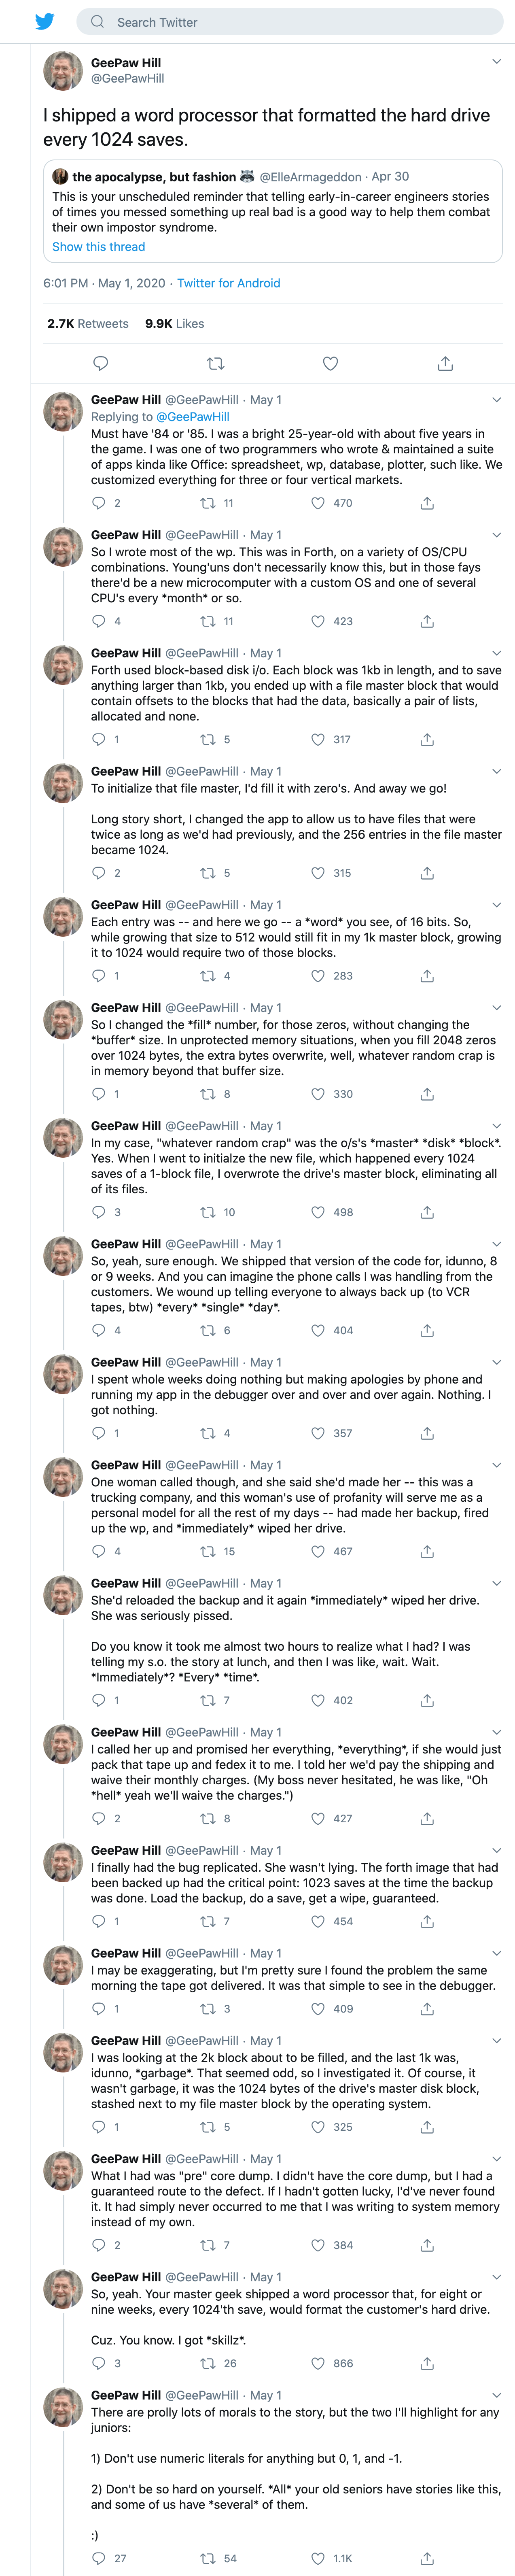 Search Twitter
GeePaw Hill
@GeePawHill
I shipped a word processor that formatted the hard drive
every 1024 saves.
the apocalypse, but fashion 🦝 @ElleArmageddon · Apr 30
This is your unscheduled reminder that telling early-in-career engineers stories
of times you messed something up real bad is a good way to help them combat
their own impostor syndrome.
Show this thread
6:01 PM · May 1, 2020 · Twitter for Android
2.7K Retweets 9.9K Likes
GeePaw Hill @GeePawHill · May 1
Replying to @GeePawHill
Must have '84 or '85. I was a bright 25-year-old with about five years in
the game. I was one of two programmers who wrote & maintained a suite
of apps kinda like Office: spreadsheet, wp, database, plotter, such like. We
customized everything for three or four vertical markets.
2 11 470
GeePaw Hill @GeePawHill · May 1
So I wrote most of the wp. This was in Forth, on a variety of OS/CPU
combinations. Young'uns don't necessarily know this, but in those fays
there'd be a new microcomputer with a custom OS and one of several
CPU's every *month* or so.
4 11 423
GeePaw Hill @GeePawHill · May 1
Forth used block-based disk i/o. Each block was 1kb in length, and to save
anything larger than 1kb, you ended up with a file master block that would
contain offsets to the blocks that had the data, basically a pair of lists,
allocated and none.
1 5 317
GeePaw Hill @GeePawHill · May 1
To initialize that file master, I'd fill it with zero's. And away we go!
Long story short, I changed the app to allow us to have files that were
twice as long as we'd had previously, and the 256 entries in the file master
became 1024.
2 5 315
GeePaw Hill @GeePawHill · May 1
Each entry was -- and here we go -- a *word* you see, of 16 bits. So,
while growing that size to 512 would still fit in my 1k master block, growing
it to 1024 would require two of those blocks.
1 4 283
GeePaw Hill @GeePawHill · May 1
So I changed the *fill* number, for those zeros, without changing the
*buffer* size. In unprotected memory situations, when you fill 2048 zeros
over 1024 bytes, the extra bytes overwrite, well, whatever random crap is
in memory beyond that buffer size.
1 8 330
GeePaw Hill @GeePawHill · May 1
In my case, "whatever random crap" was the o/s's *master* *disk* *block*.
Yes. When I went to initialze the new file, which happened every 1024
saves of a 1-block file, I overwrote the drive's master block, eliminating all
of its files.
3 10 498
GeePaw Hill @GeePawHill · May 1
So, yeah, sure enough. We shipped that version of the code for, idunno, 8
or 9 weeks. And you can imagine the phone calls I was handling from the
customers. We wound up telling everyone to always back up (to VCR
tapes, btw) *every* *single* *day*.
4 6 404
GeePaw Hill @GeePawHill · May 1
I spent whole weeks doing nothing but making apologies by phone and
running my app in the debugger over and over and over again. Nothing. I
got nothing.
1 4 357
GeePaw Hill @GeePawHill · May 1
One woman called though, and she said she'd made her -- this was a
trucking company, and this woman's use of profanity will serve me as a
personal model for all the rest of my days -- had made her backup, fired
up the wp, and *immediately* wiped her drive.
4 15 467
GeePaw Hill @GeePawHill · May 1
She'd reloaded the backup and it again *immediately* wiped her drive.
She was seriously pissed.
Do you know it took me almost two hours to realize what I had? I was
telling my s.o. the story at lunch, and then I was like, wait. Wait.
*Immediately*? *Every* *time*.
1 7 402
GeePaw Hill @GeePawHill · May 1
I called her up and promised her everything, *everything*, if she would just
pack that tape up and fedex it to me. I told her we'd pay the shipping and
waive their monthly charges. (My boss never hesitated, he was like, "Oh
*hell* yeah we'll waive the charges.")
2 8 427
GeePaw Hill @GeePawHill · May 1
I finally had the bug replicated. She wasn't lying. The forth image that had
been backed up had the critical point: 1023 saves at the time the backup
was done. Load the backup, do a save, get a wipe, guaranteed.
1 7 454
GeePaw Hill @GeePawHill · May 1
I may be exaggerating, but I'm pretty sure I found the problem the same
morning the tape got delivered. It was that simple to see in the debugger.
1 3 409
GeePaw Hill @GeePawHill · May 1
I was looking at the 2k block about to be filled, and the last 1k was,
idunno, *garbage*. That seemed odd, so I investigated it. Of course, it
wasn't garbage, it was the 1024 bytes of the drive's master disk block,
stashed next to my file master block by the operating system.
1 5 325
GeePaw Hill @GeePawHill · May 1
What I had was "pre" core dump. I didn't have the core dump, but I had a
guaranteed route to the defect. If I hadn't gotten lucky, I'd've never found
it. It had simply never occurred to me that I was writing to system memory
instead of my own.
2 7 384
GeePaw Hill @GeePawHill · May 1
So, yeah. Your master geek shipped a word processor that, for eight or
nine weeks, every 1024'th save, would format the customer's hard drive.
Cuz. You know. I got *skillz*.
3 26 866
GeePaw Hill @GeePawHill · May 1
There are prolly lots of morals to the story, but the two I'll highlight for any
juniors:
1) Don't use numeric literals for anything but 0, 1, and -1.
2) Don't be so hard on yourself. *All* your old seniors have stories like this,
and some of us have *several* of them.
:)
27 54 1.1K